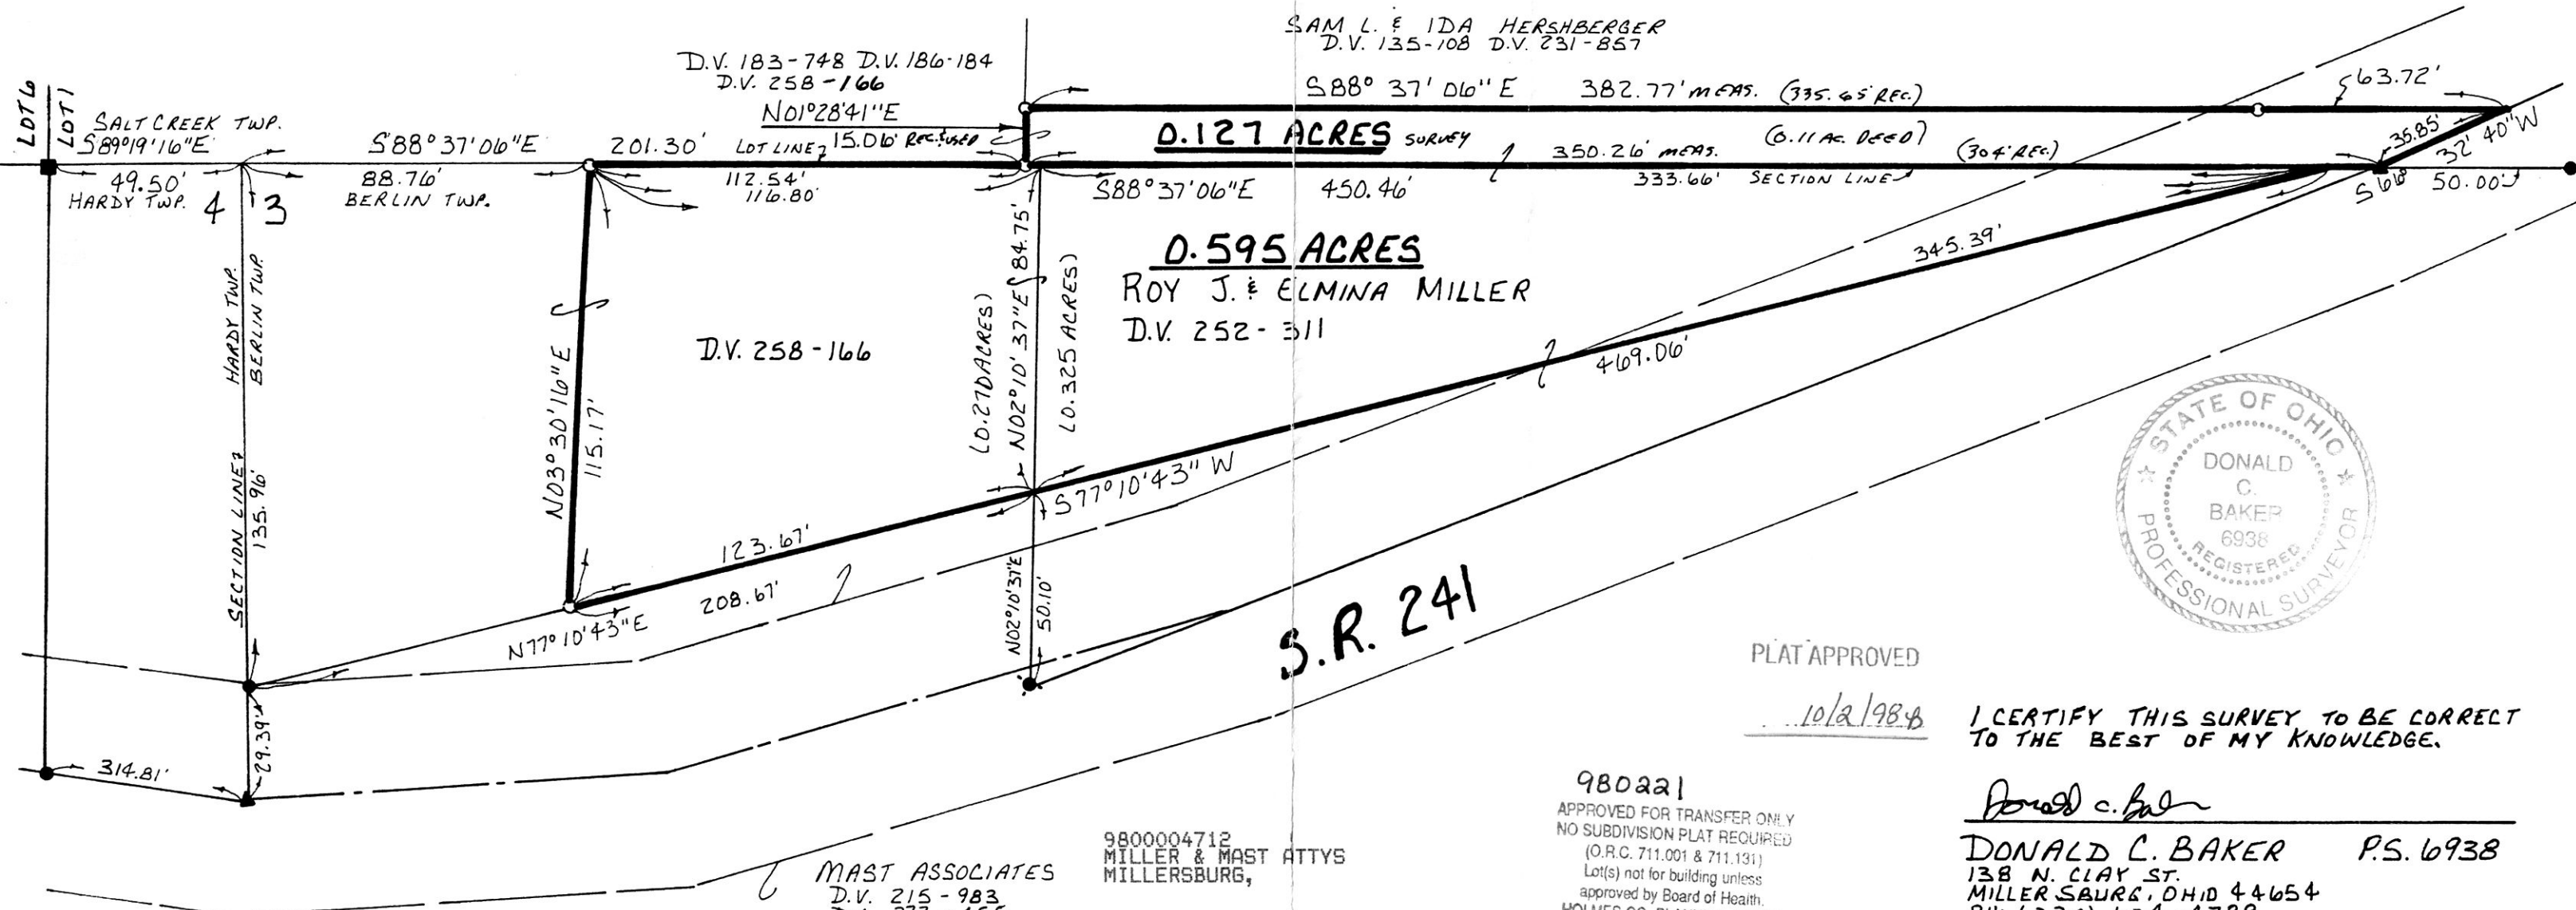 SAM L. & IDA HERSHBERGER
D.V. 135-108 D.V. 231-857
D.V. 183-748 D.V. 186-184
D.V. 258-166
N01°28'41"E
S88° 37' 06" E 382.77' MEAS. (335.65' REC.)
63.72'
LOT 6
LOT 1
SALT CREEK TWP.
S89°19'16"E
S88°37'06"E
201.30'
LOT LINE
15.06' REC. & USED
0.127 ACRES SURVEY
(0.11 AC. DEED)
350.26' MEAS.
(304' REC.)
35.85'
S66° 32' 40" W
49.50'
HARDY TWP.
4
3
88.76'
BERLIN TWP.
112.54'
116.80'
S88°37'06"E 450.46'
333.66'
SECTION LINE
50.00'
0.595 ACRES
ROY J. & ELMINA MILLER
D.V. 252-311
345.39'
469.06'
HARDY TWP.
BERLIN TWP.
SECTION LINE
135.96'
N03°30'16"E
115.17'
D.V. 258-166
(0.270 ACRES)
N02°10'37"E 84.75'
(0.325 ACRES)
S77°10'43" W
123.67'
208.67'
N77°10'43"E
N02°10'37"E
50.10'
S.R. 241
29.39'
314.81'
STATE OF OHIO
DONALD
C.
BAKER
6938
REGISTERED
PROFESSIONAL SURVEYOR
PLAT APPROVED
10/2/98
I CERTIFY THIS SURVEY TO BE CORRECT
TO THE BEST OF MY KNOWLEDGE.
Donald C. Baker
DONALD C. BAKER P.S. 6938
138 N. CLAY ST.
MILLERSBURG, OHIO 44654
980221
APPROVED FOR TRANSFER ONLY
NO SUBDIVISION PLAT REQUIRED
(O.R.C. 711.001 & 711.131)
Lot(s) not for building unless
approved by Board of Health.
9800004712
MILLER & MAST ATTYS
MILLERSBURG,
MAST ASSOCIATES
D.V. 215-983